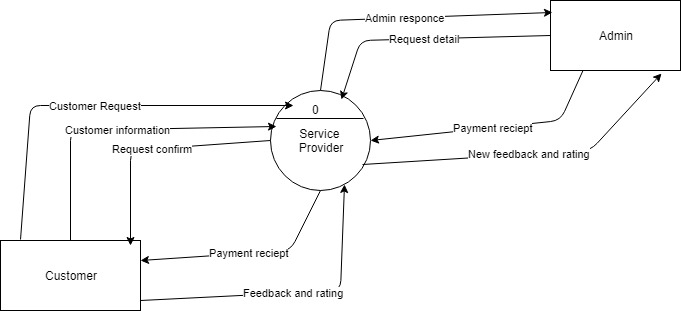 Admin responce
Request detail
Admin
Customer Request
0
Customer information
Service
Provider
Payment reciept
Request confirm
New feedback and rating
Payment reciept
Customer
Feedback and rating